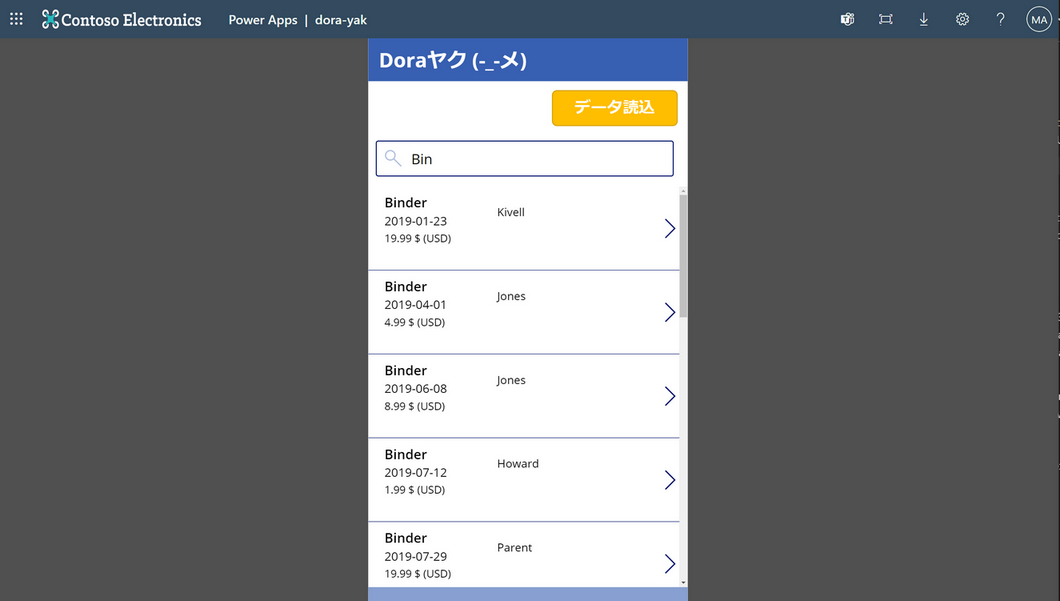 Contoso Electronics Power Apps | dora-yak ? MA
Doraヤク (-_-メ)
データ読込
Bin
Binder
2019-01-23
19.99 $ (USD)
Kivell
Binder
2019-04-01
4.99 $ (USD)
Jones
Binder
2019-06-08
8.99 $ (USD)
Jones
Binder
2019-07-12
1.99 $ (USD)
Howard
Binder
2019-07-29
19.99 $ (USD)
Parent